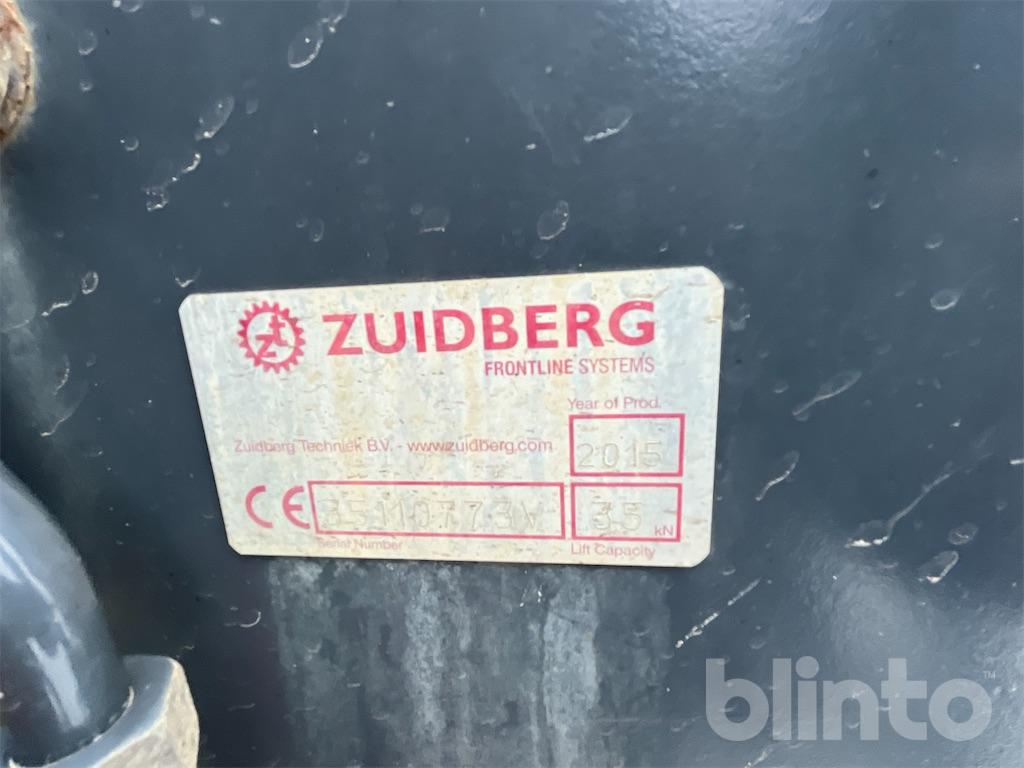 ZUIDBERG
FRONTLINE SYSTEMS
Year of Prod.
2015
Zuidberg Techniek B.V. - www.zuidberg.com
CE
35
kN
Serial Number
Lift Capacity
blinto™